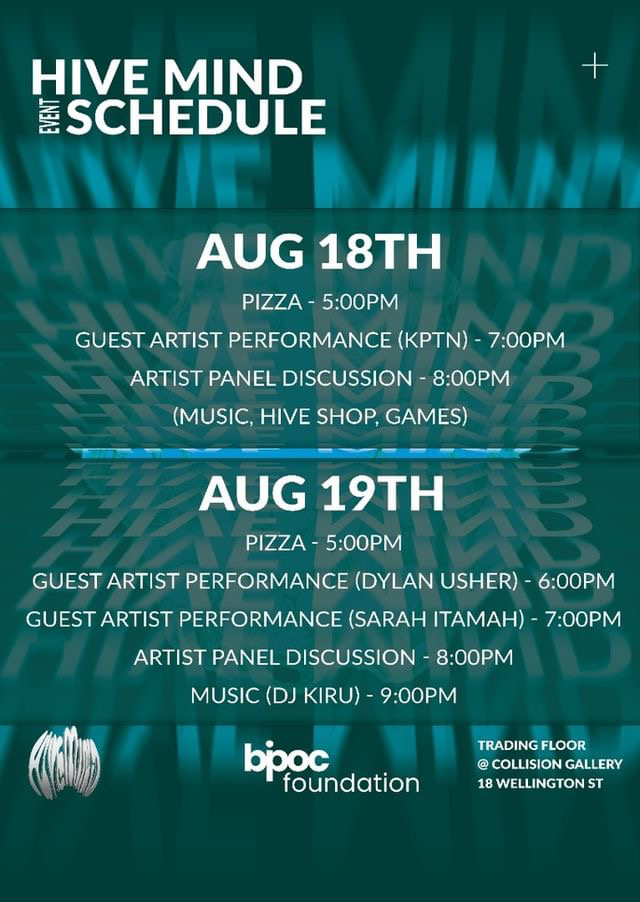 HIVE MIND
EVENT SCHEDULE
AUG 18TH
PIZZA - 5:00PM
GUEST ARTIST PERFORMANCE (KPTN) - 7:00PM
ARTIST PANEL DISCUSSION - 8:00PM
(MUSIC, HIVE SHOP, GAMES)
AUG 19TH
PIZZA - 5:00PM
GUEST ARTIST PERFORMANCE (DYLAN USHER) - 6:00PM
GUEST ARTIST PERFORMANCE (SARAH ITAMAH) - 7:00PM
ARTIST PANEL DISCUSSION - 8:00PM
MUSIC (DJ KIRU) - 9:00PM
HIVE MIND
bipoc
foundation
TRADING FLOOR
@ COLLISION GALLERY
18 WELLINGTON ST